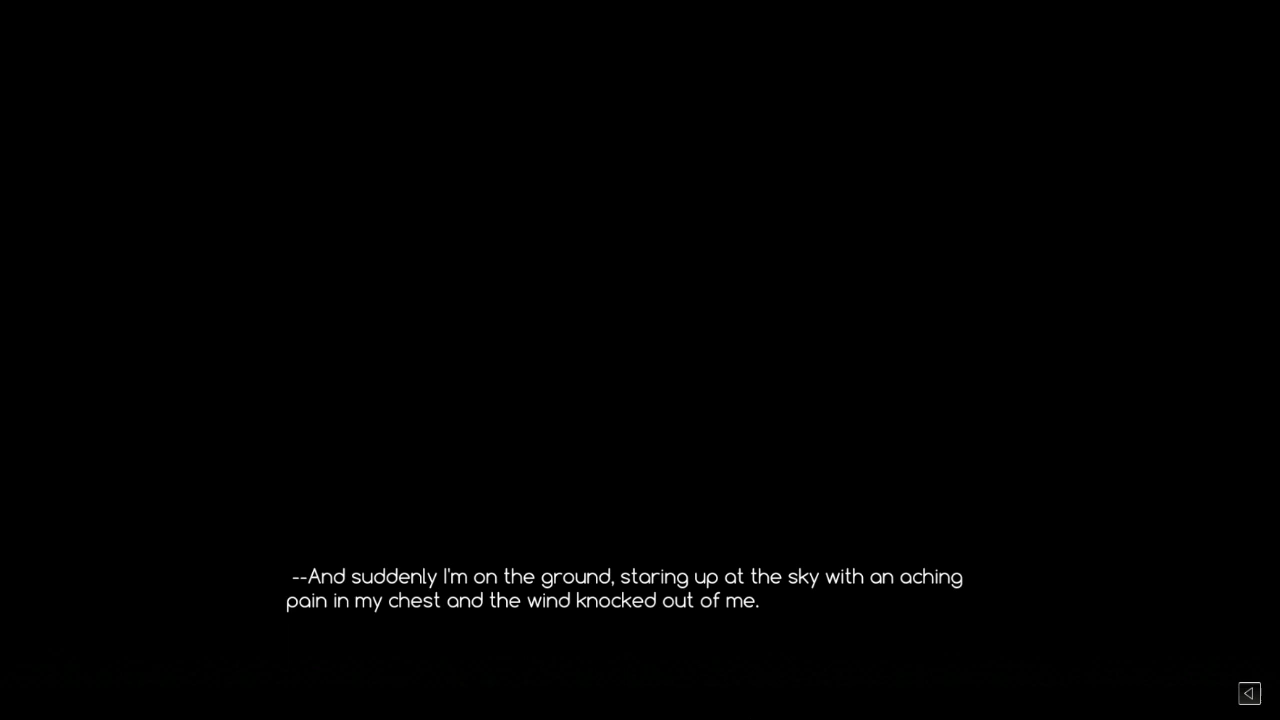 --And suddenly I'm on the ground, staring up at the sky with an aching
pain in my chest and the wind knocked out of me.